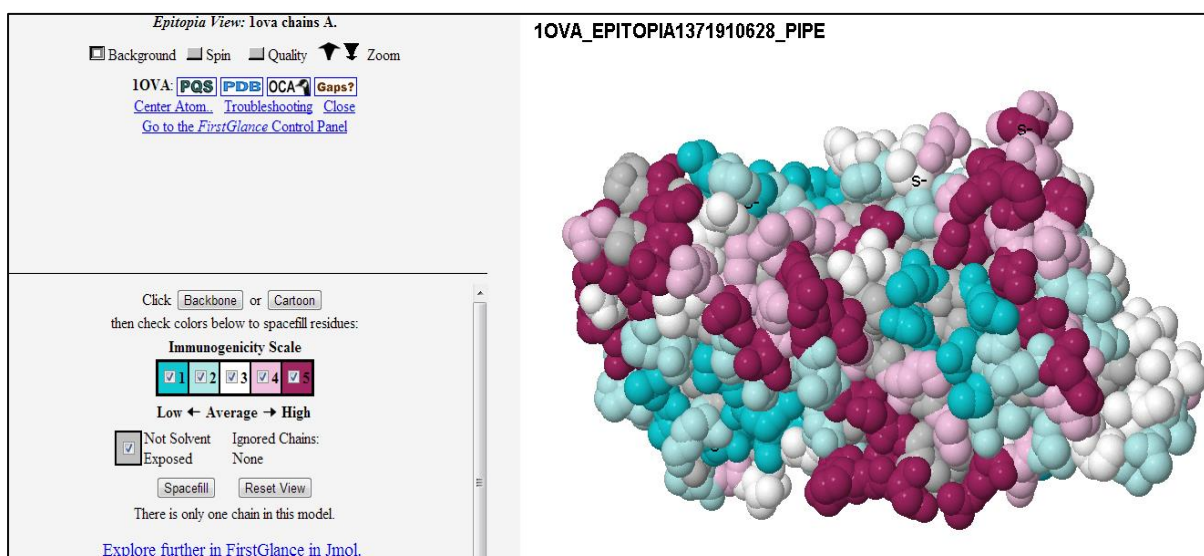 Epitopia View: 1ova chains A.
Background Spin Quality Zoom
1OVA: PQS PDB OCA Gaps?
Center Atom.. Troubleshooting Close
Go to the FirstGlance Control Panel
Click Backbone or Cartoon
then check colors below to spacefill residues:
Immunogenicity Scale
1 2 3 4 5
Low ← Average → High
Not Solvent Exposed
Ignored Chains: None
Spacefill Reset View
There is only one chain in this model.
Explore further in FirstGlance in Jmol.
1OVA_EPITOPIA1371910628_PIPE
S-
S-
S-